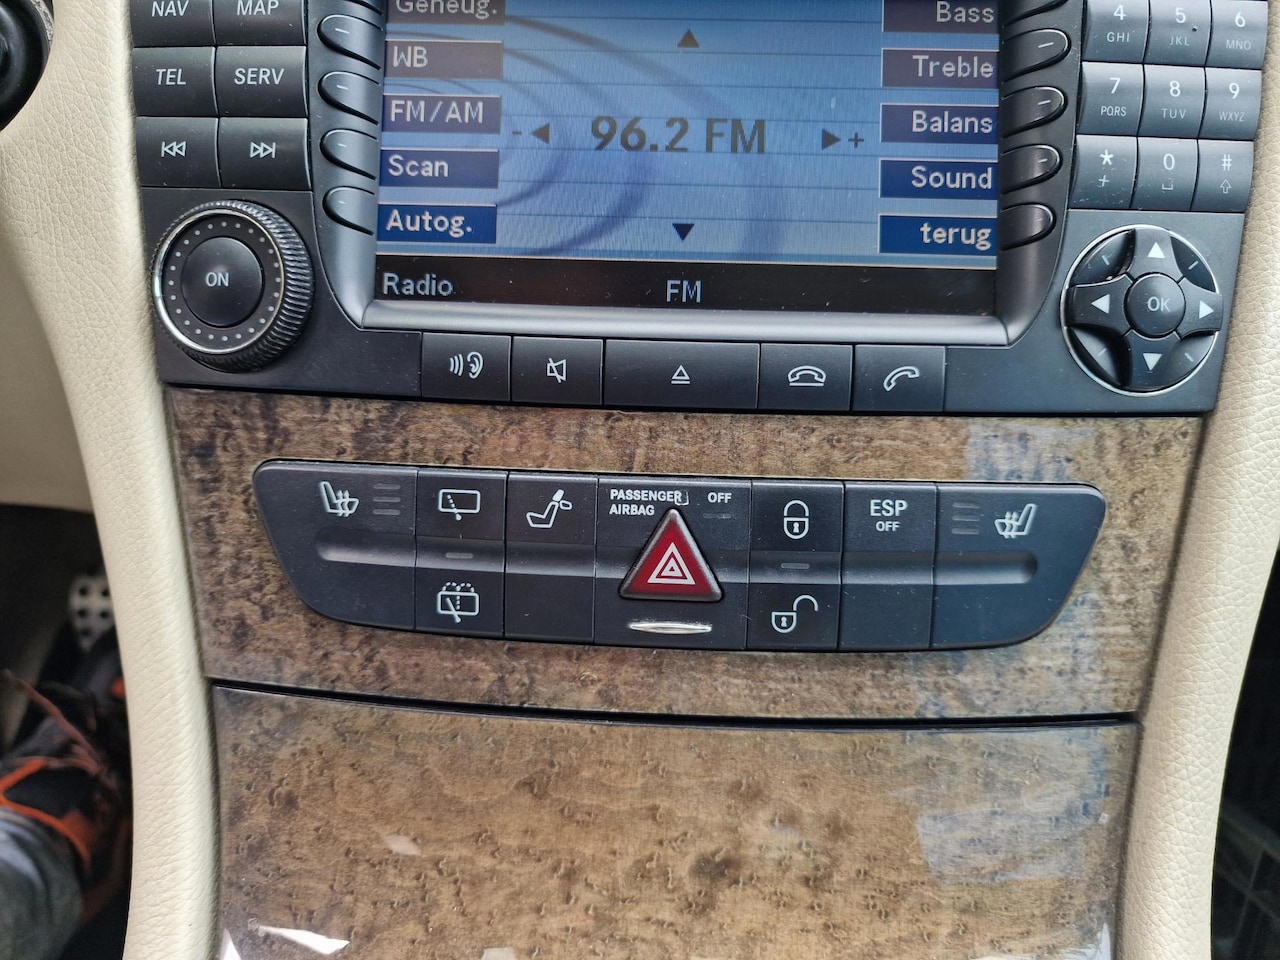 NAV MAP
TEL SERV
ON
Geheug.
WB
FM/AM
Scan
Autog.
96.2 FM
- +
Bass
Treble
Balans
Sound
terug
Radio FM
4 5 6
GHI JKL MNO
7 8 9
PQRS TUV WXYZ
* 0 #
+
OK
PASSENGER OFF
AIRBAG
ESP
OFF